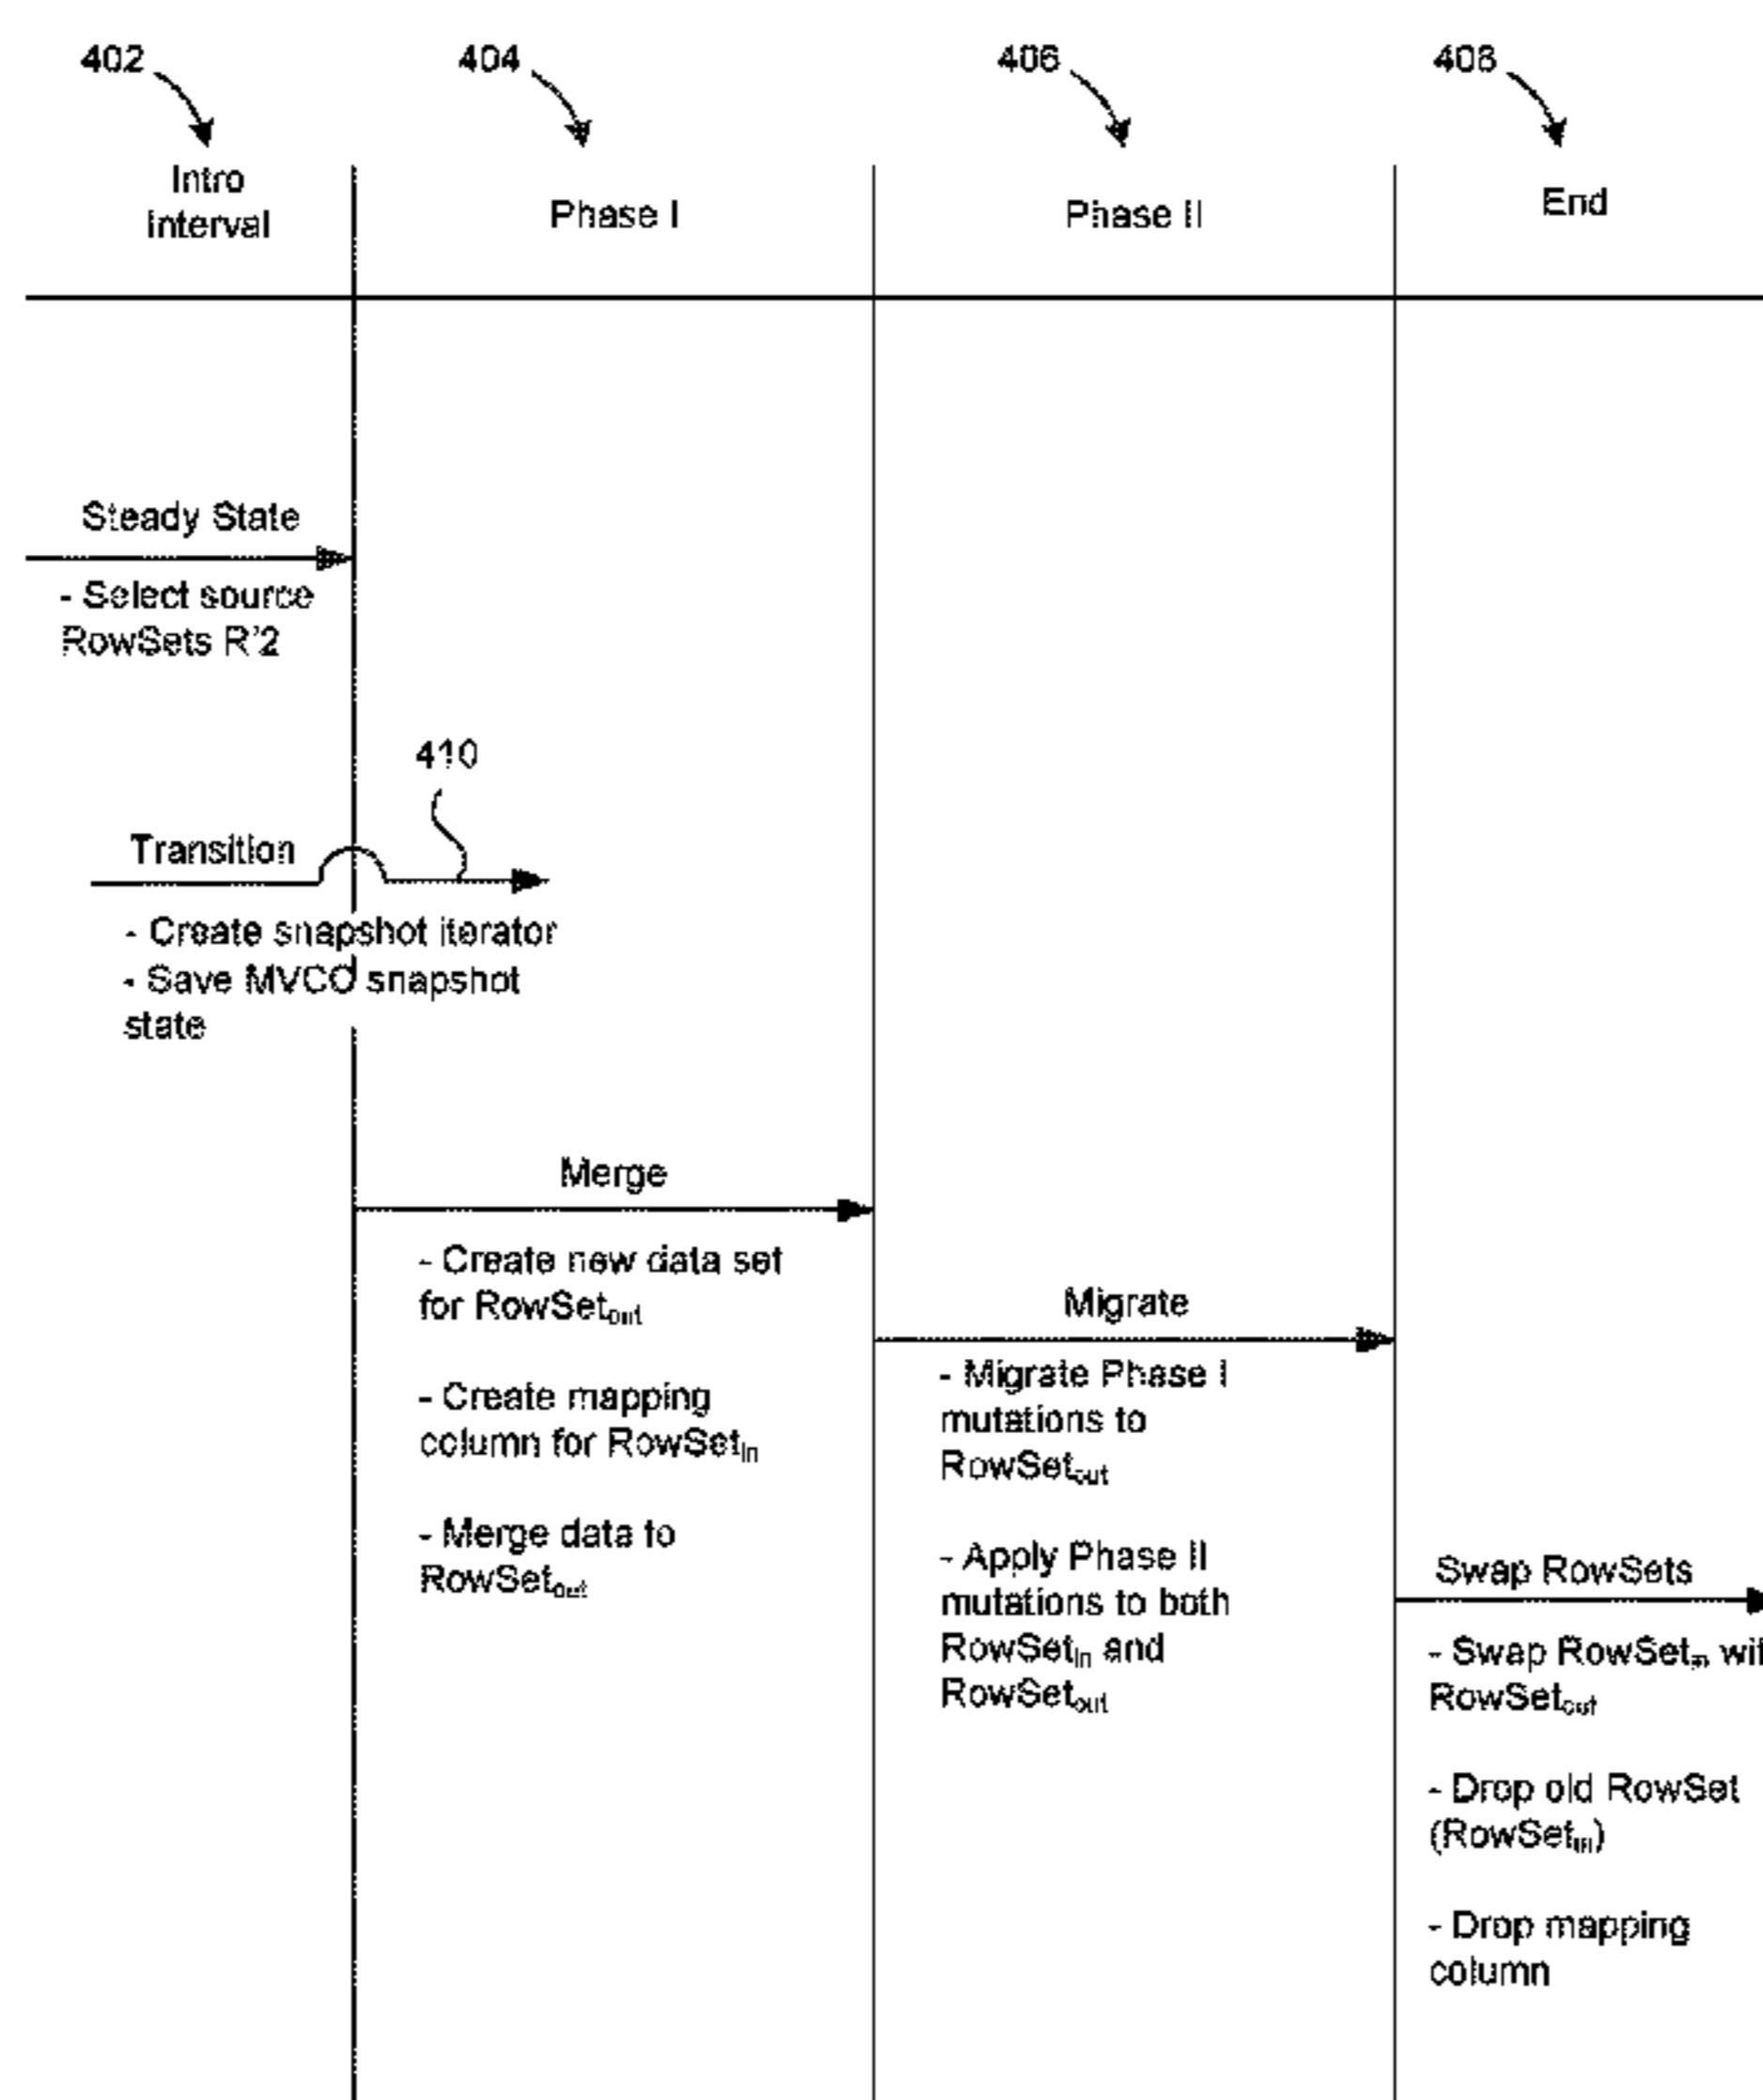 402 404 406 408
Intro
interval
Phase I
Phase II
End
Steady State
- Select source
RowSets R'2
410
Transition
- Create snapshot iterator
- Save MVCO snapshot
state
Merge
- Create new data set
for RowSetout
- Create mapping
column for RowSetin
- Merge data to
RowSetout
Migrate
- Migrate Phase I
mutations to
RowSetout
- Apply Phase II
mutations to both
RowSetin and
RowSetout
Swap RowSets
- Swap RowSetin
RowSetout
- Drop old RowSet
(RowSetin)
- Drop mapping
column